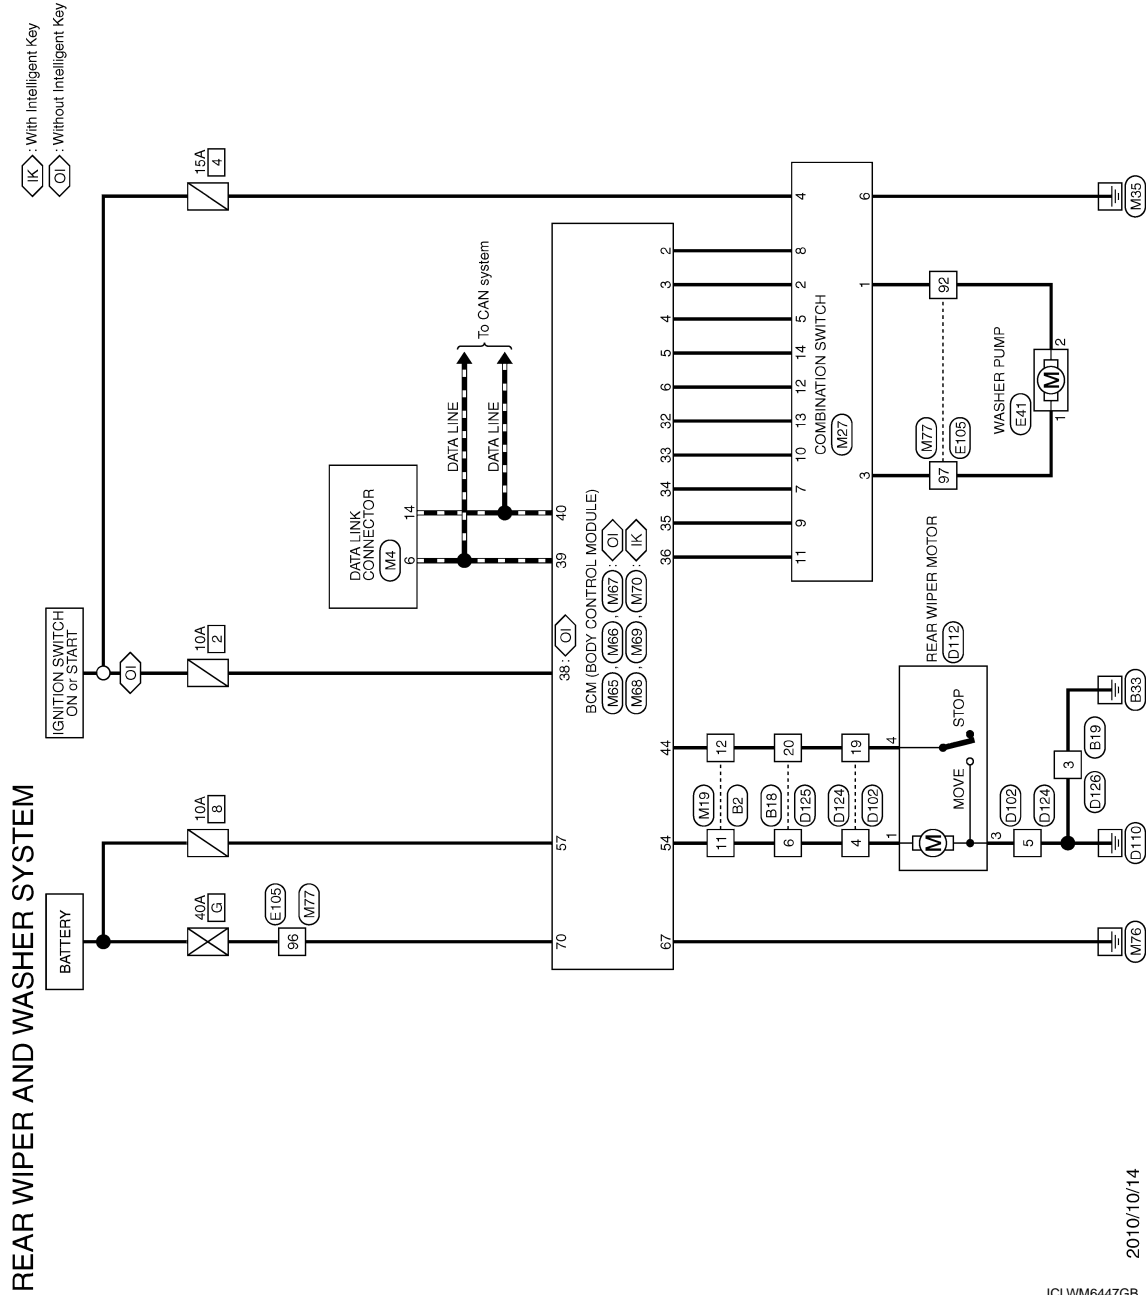 REAR WIPER AND WASHER SYSTEM
IK : With Intelligent Key
OI : Without Intelligent Key
BATTERY
IGNITION SWITCH
ON or START
OI
40A
G
10A
8
10A
2
15A
4
E105
M77
96
DATA LINK
CONNECTOR
M4
6
14
DATA LINE
DATA LINE
To CAN system
70
57
38 : OI
39
40
BCM (BODY CONTROL MODULE)
M65 , M66 , M67 : OI
M68 , M69 , M70 : IK
67
54
44
36
35
34
33
32
6
5
4
3
2
11
9
7
10
13
12
14
5
2
8
4
COMBINATION SWITCH
M27
3
1
6
M19
B2
11
12
B18
D125
6
20
D124
D102
4
19
1
4
REAR WIPER MOTOR
D112
M
MOVE
STOP
3
D102
D124
5
D126
B19
3
M77
E105
97
92
WASHER PUMP
E41
M
1
2
M76
D110
B33
M35
2010/10/14
JCLWM6447GB